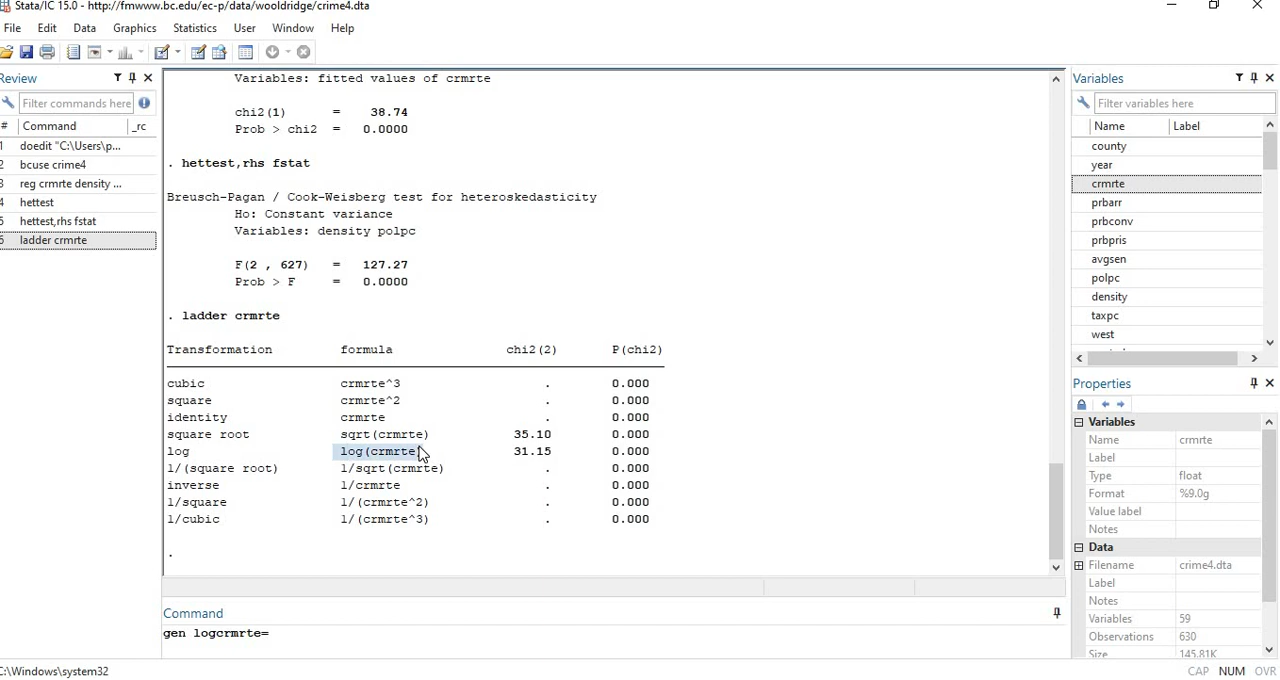 Stata/IC 15.0 - http://fmwww.bc.edu/ec-p/data/wooldridge/crime4.dta
File Edit Data Graphics Statistics User Window Help
Review
Filter commands here
# Command _rc
1 doedit "C:\Users\p...
2 bcuse crime4
3 reg crmrte density ...
4 hettest
5 hettest,rhs fstat
6 ladder crmrte
Variables: fitted values of crmrte
chi2(1) = 38.74
Prob > chi2 = 0.0000
. hettest,rhs fstat
Breusch-Pagan / Cook-Weisberg test for heteroskedasticity
Ho: Constant variance
Variables: density polpc
F(2 , 627) = 127.27
Prob > F = 0.0000
. ladder crmrte
Transformation formula chi2(2) P(chi2)
cubic crmrte^3 . 0.000
square crmrte^2 . 0.000
identity crmrte . 0.000
square root sqrt(crmrte) 35.10 0.000
log log(crmrte) 31.15 0.000
1/(square root) 1/sqrt(crmrte) . 0.000
inverse 1/crmrte . 0.000
1/square 1/(crmrte^2) . 0.000
1/cubic 1/(crmrte^3) . 0.000
.
Command
gen logcrmrte=
Variables
Filter variables here
Name Label
county
year
crmrte
prbarr
prbconv
prbpris
avgsen
polpc
density
taxpc
west
Properties
Variables
Name crmrte
Label
Type float
Format %9.0g
Value label
Notes
Data
Filename crime4.dta
Label
Notes
Variables 59
Observations 630
Size 145.81K
C:\Windows\system32
CAP NUM OVR